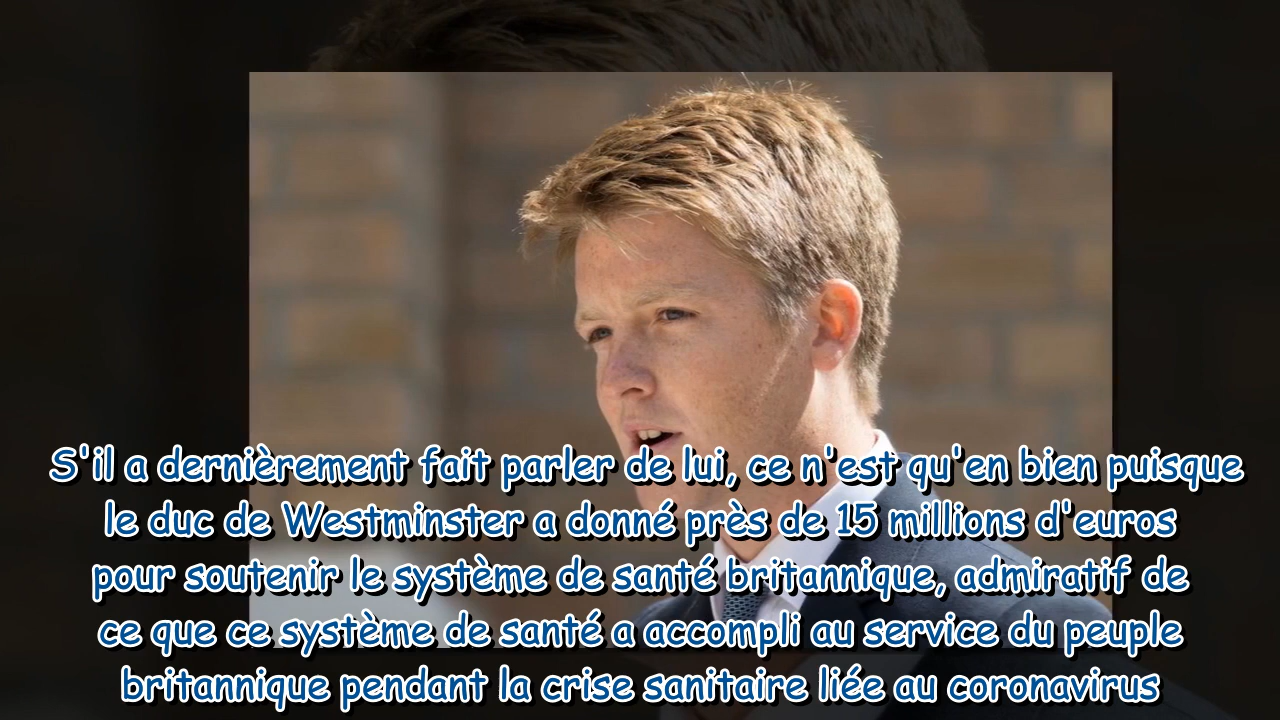 S'il a dernièrement fait parler de lui, ce n'est qu'en bien puisque
le duc de Westminster a donné près de 15 millions d'euros
pour soutenir le système de santé britannique, admiratif de
ce que ce système de santé a accompli au service du peuple
britannique pendant la crise sanitaire liée au coronavirus